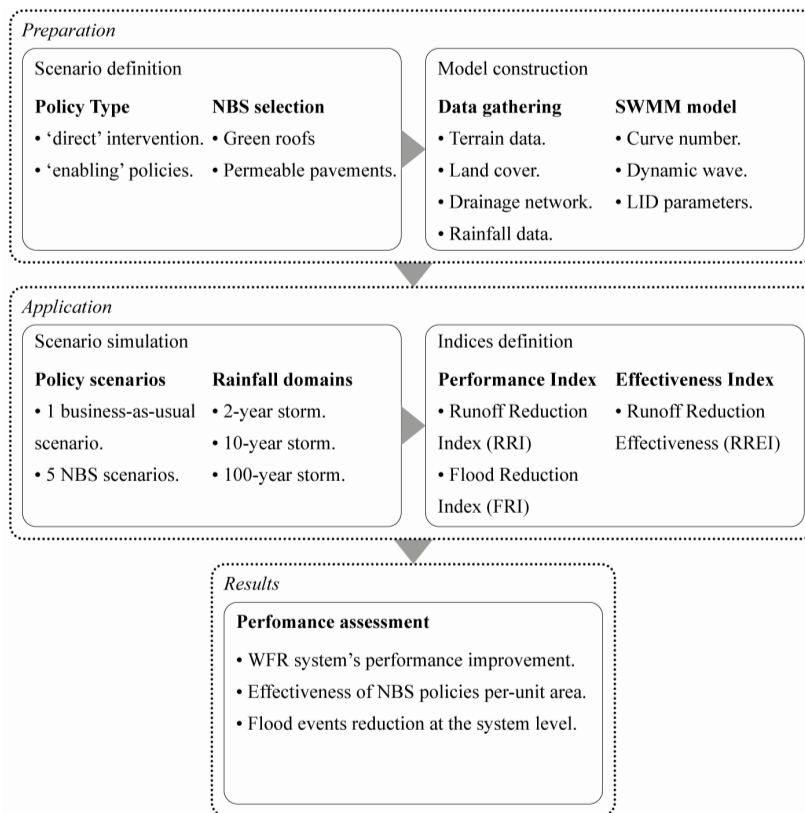 Preparation
Scenario definition
Policy Type
• ‘direct’ intervention.
• ‘enabling’ policies.
NBS selection
• Green roofs
• Permeable pavements.
Model construction
Data gathering
• Terrain data.
• Land cover.
• Drainage network.
• Rainfall data.
SWMM model
• Curve number.
• Dynamic wave.
• LID parameters.
Application
Scenario simulation
Policy scenarios
• 1 business-as-usual
scenario.
• 5 NBS scenarios.
Rainfall domains
• 2-year storm.
• 10-year storm.
• 100-year storm.
Indices definition
Performance Index
• Runoff Reduction
Index (RRI)
• Flood Reduction
Index (FRI)
Effectiveness Index
• Runoff Reduction
Effectiveness (RREI)
Results
Perfomance assessment
• WFR system’s performance improvement.
• Effectiveness of NBS policies per-unit area.
• Flood events reduction at the system level.